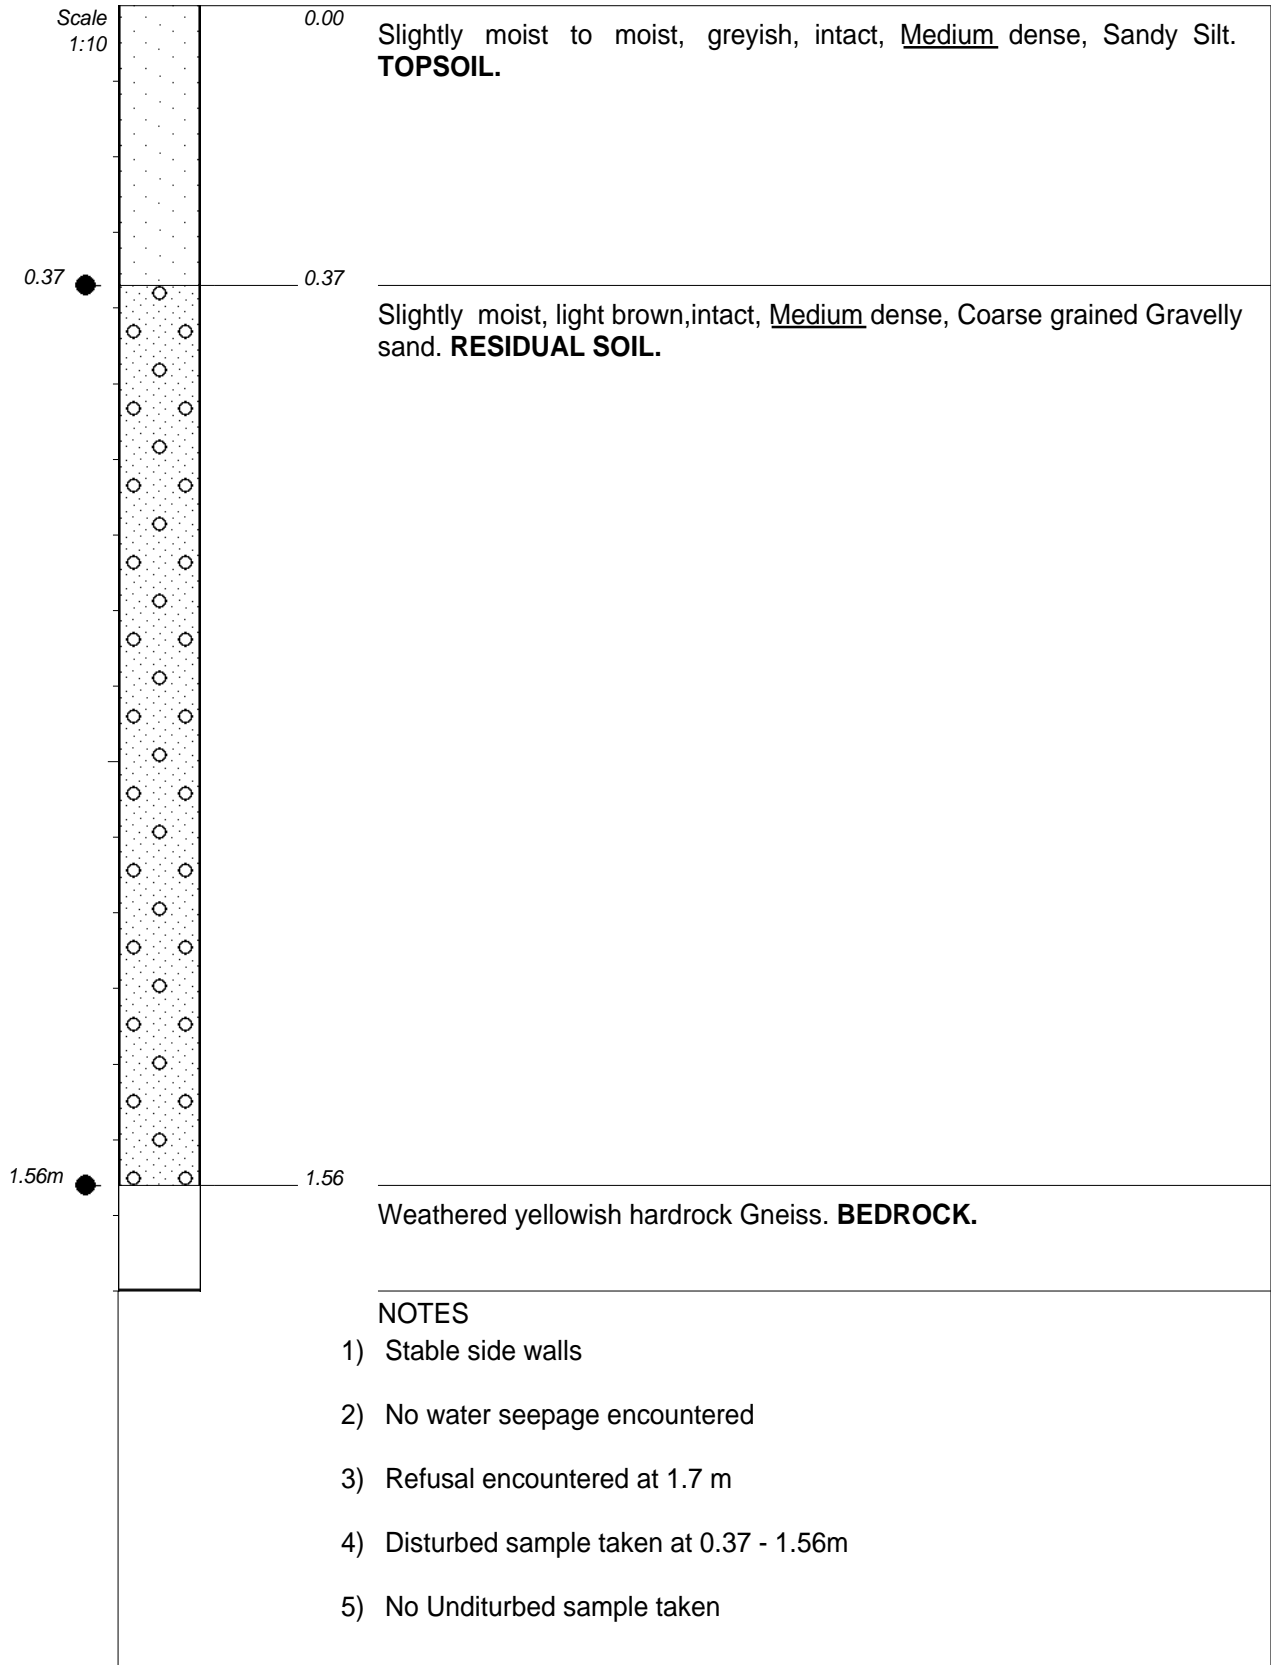 Scale
1:10
0.00
Slightly moist to moist, greyish, intact, Medium dense, Sandy Silt.
TOPSOIL.
0.37
0.37
Slightly moist, light brown,intact, Medium dense, Coarse grained Gravelly
sand. RESIDUAL SOIL.
1.56m
1.56
Weathered yellowish hardrock Gneiss. BEDROCK.
NOTES
1) Stable side walls
2) No water seepage encountered
3) Refusal encountered at 1.7 m
4) Disturbed sample taken at 0.37 - 1.56m
5) No Unditurbed sample taken